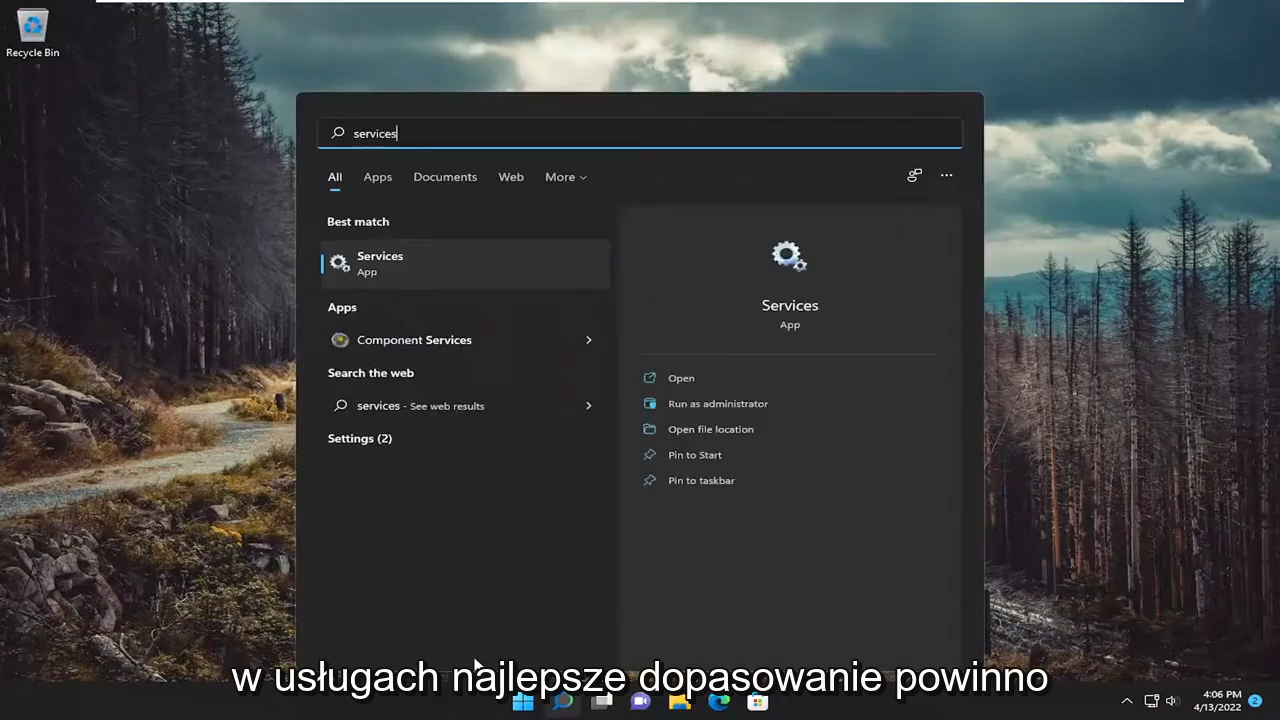 Recycle Bin
services
All Apps Documents Web More
Best match
Services
App
Apps
Component Services
Search the web
services - See web results
Settings (2)
Services
App
Open
Run as administrator
Open file location
Pin to Start
Pin to taskbar
w usługach najlepsze dopasowanie powinno
4:06 PM
4/13/2022
2